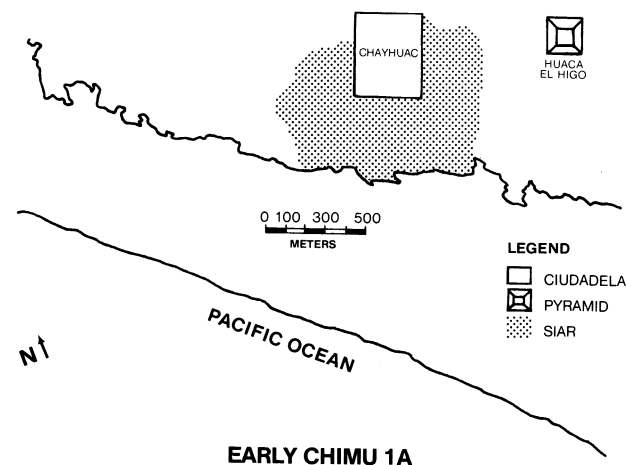 CHAYHUAC
HUACA
EL HIGO
0 100 300 500
METERS
LEGEND
CIUDADELA
PYRAMID
SIAR
PACIFIC OCEAN
N
EARLY CHIMU 1A